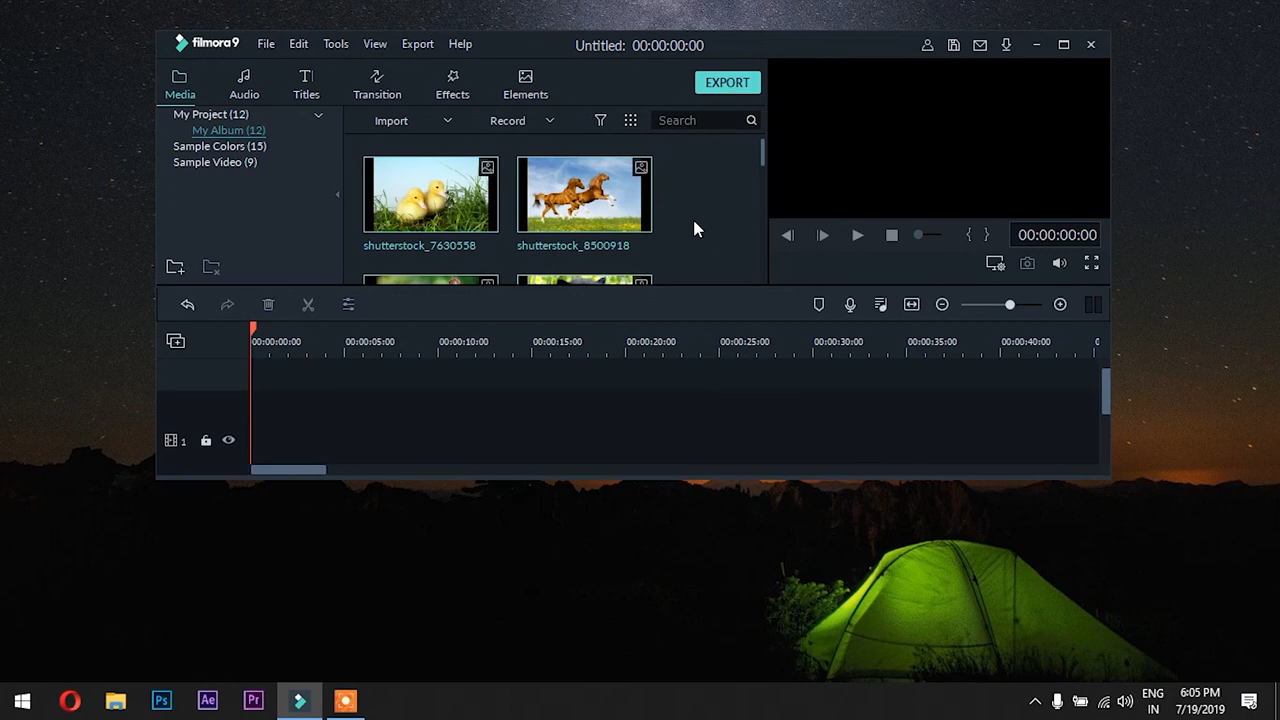 filmora9 File Edit Tools View Export Help Untitled: 00:00:00:00
Media Audio Titles Transition Effects Elements EXPORT
My Project (12)
My Album (12)
Sample Colors (15)
Sample Video (9)
Import Record Search
shutterstock_7630558 shutterstock_8500918
00:00:00:00
00:00:00:00 00:00:05:00 00:00:10:00 00:00:15:00 00:00:20:00 00:00:25:00 00:00:30:00 00:00:35:00 00:00:40:00 0
1
Ps Ae Pr
ENG
IN
6:05 PM
7/19/2019